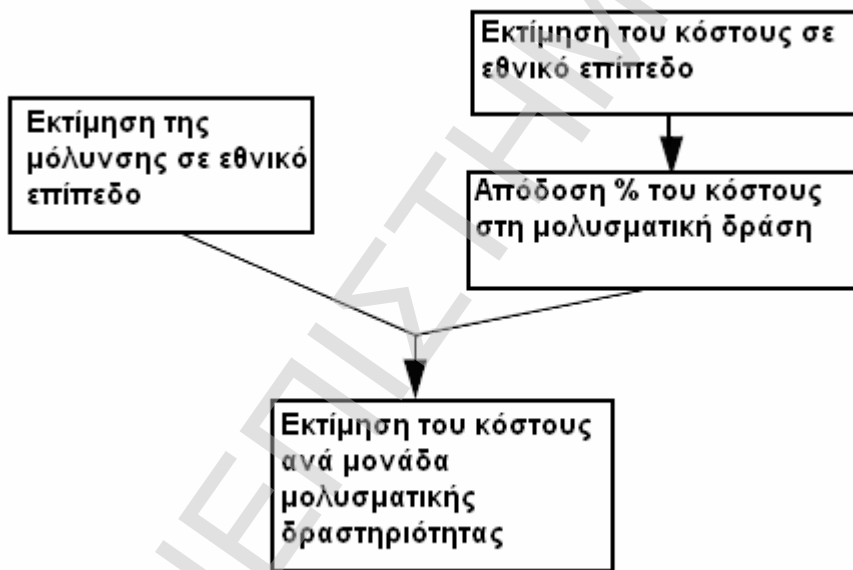 Εκτίμηση του κόστους σε
εθνικό επίπεδο
Εκτίμηση της
μόλυνσης σε εθνικό
επίπεδο
Απόδοση % του κόστους
στη μολυσματική δράση
Εκτίμηση του κόστους
ανά μονάδα
μολυσματικής
δραστηριότητας